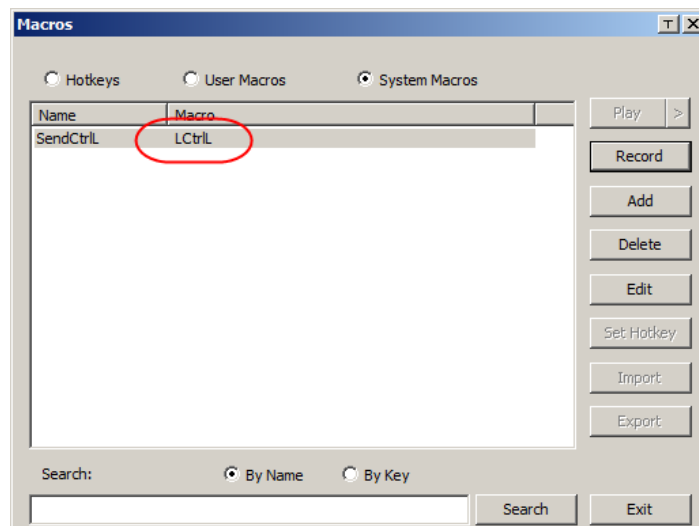 Macros
Hotkeys User Macros System Macros
Name Macro
SendCtrlL LCtrlL
Play >
Record
Add
Delete
Edit
Set Hotkey
Import
Export
Search: By Name By Key
Search Exit